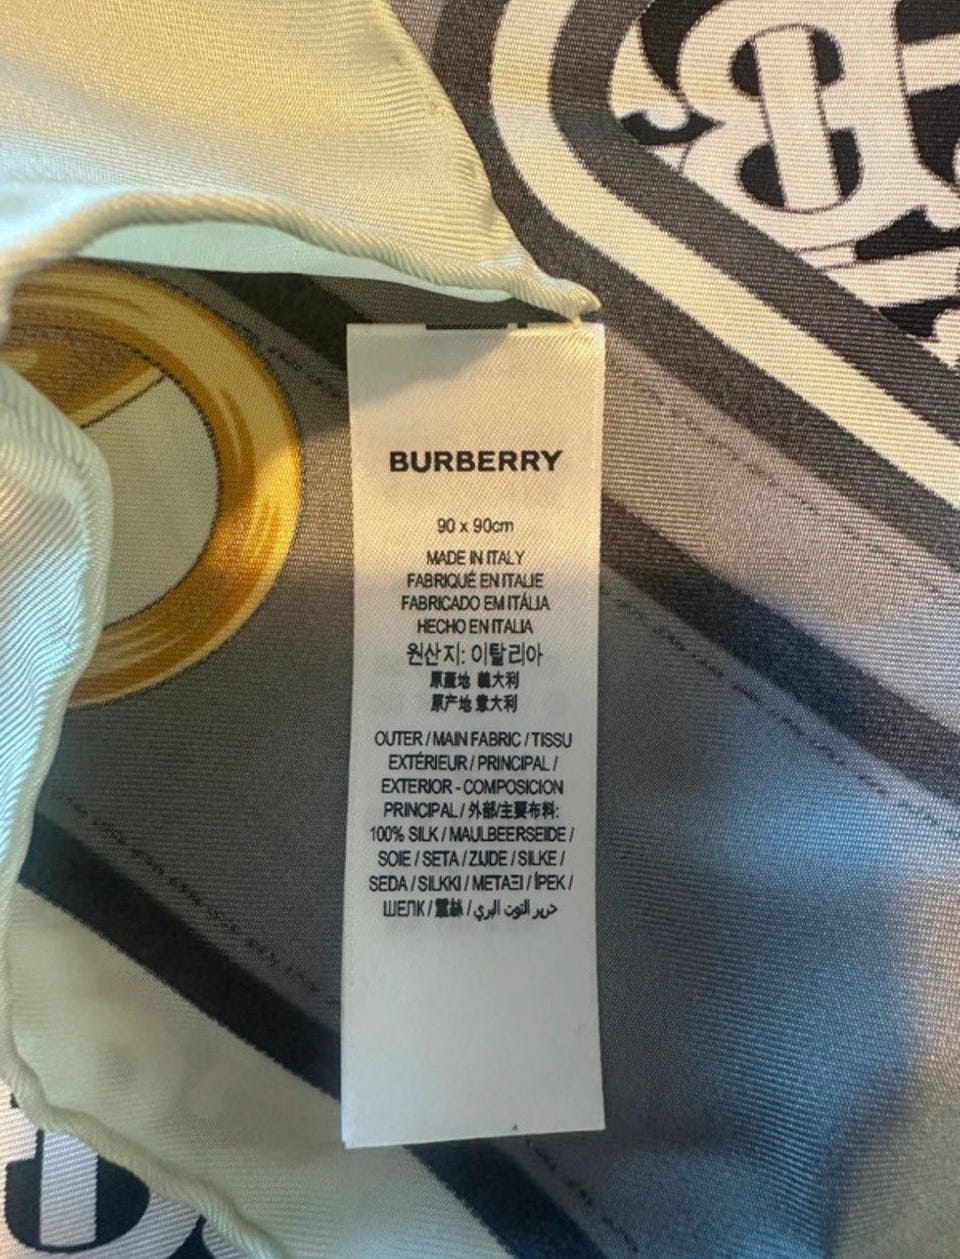 BURBERRY
90 x 90cm
MADE IN ITALY
FABRIQUÉ EN ITALIE
FABRICADO EM ITÁLIA
HECHO EN ITALIA
원산지: 이탈리아
原產地 義大利
原产地 意大利
OUTER / MAIN FABRIC / TISSU
EXTÉRIEUR / PRINCIPAL /
EXTERIOR - COMPOSICION
PRINCIPAL / 外部/主要布料:
100% SILK / MAULBEERSEIDE /
SOIE / SETA / ZIJDE / SILKE /
SEDA / SILKKI / ΜΕΤΑΞΙ / İPEK /
ШЕЛК / 蠶絲 / حرير التوت البري